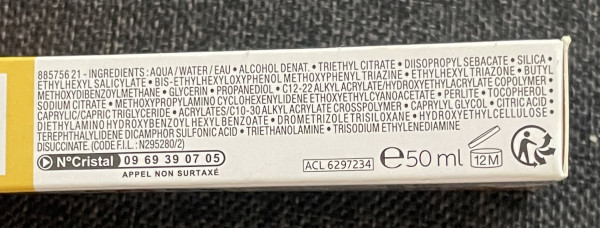 8857562 1 - INGREDIENTS : AQUA / WATER / EAU • ALCOHOL DENAT. • TRIETHYL CITRATE • DIISOPROPYL SEBACATE • SILICA •
ETHYLHEXYL SALICYLATE • BIS-ETHYLHEXYLOXYPHENOL METHOXYPHENYL TRIAZINE • ETHYLHEXYL TRIAZONE • BUTYL
METHOXYDIBENZOYLMETHANE • GLYCERIN • PROPANEDIOL • C12-22 ALKYL ACRYLATE/HYDROXYETHYLACRYLATE COPOLYMER •
SODIUM CITRATE • METHOXYPROPYLAMINO CYCLOHEXENYLIDENE ETHOXYETHYLCYANOACETATE • PERLITE • TOCOPHEROL •
CAPRYLIC/CAPRIC TRIGLYCERIDE • ACRYLATES/C10-30 ALKYL ACRYLATE CROSSPOLYMER • CAPRYLYL GLYCOL • CITRIC ACID •
DIETHYLAMINO HYDROXYBENZOYL HEXYL BENZOATE • DROMETRIZOLE TRISILOXANE • HYDROXYETHYLCELLULOSE
TEREPHTHALYLIDENE DICAMPHOR SULFONIC ACID • TRIETHANOLAMINE • TRISODIUM ETHYLENEDIAMINE
DISUCCINATE. (CODE F.I.L. : N295280/2)
N°Cristal 09 69 39 07 05
APPEL NON SURTAXÉ
ACL 6297234
℮50 ml
12M